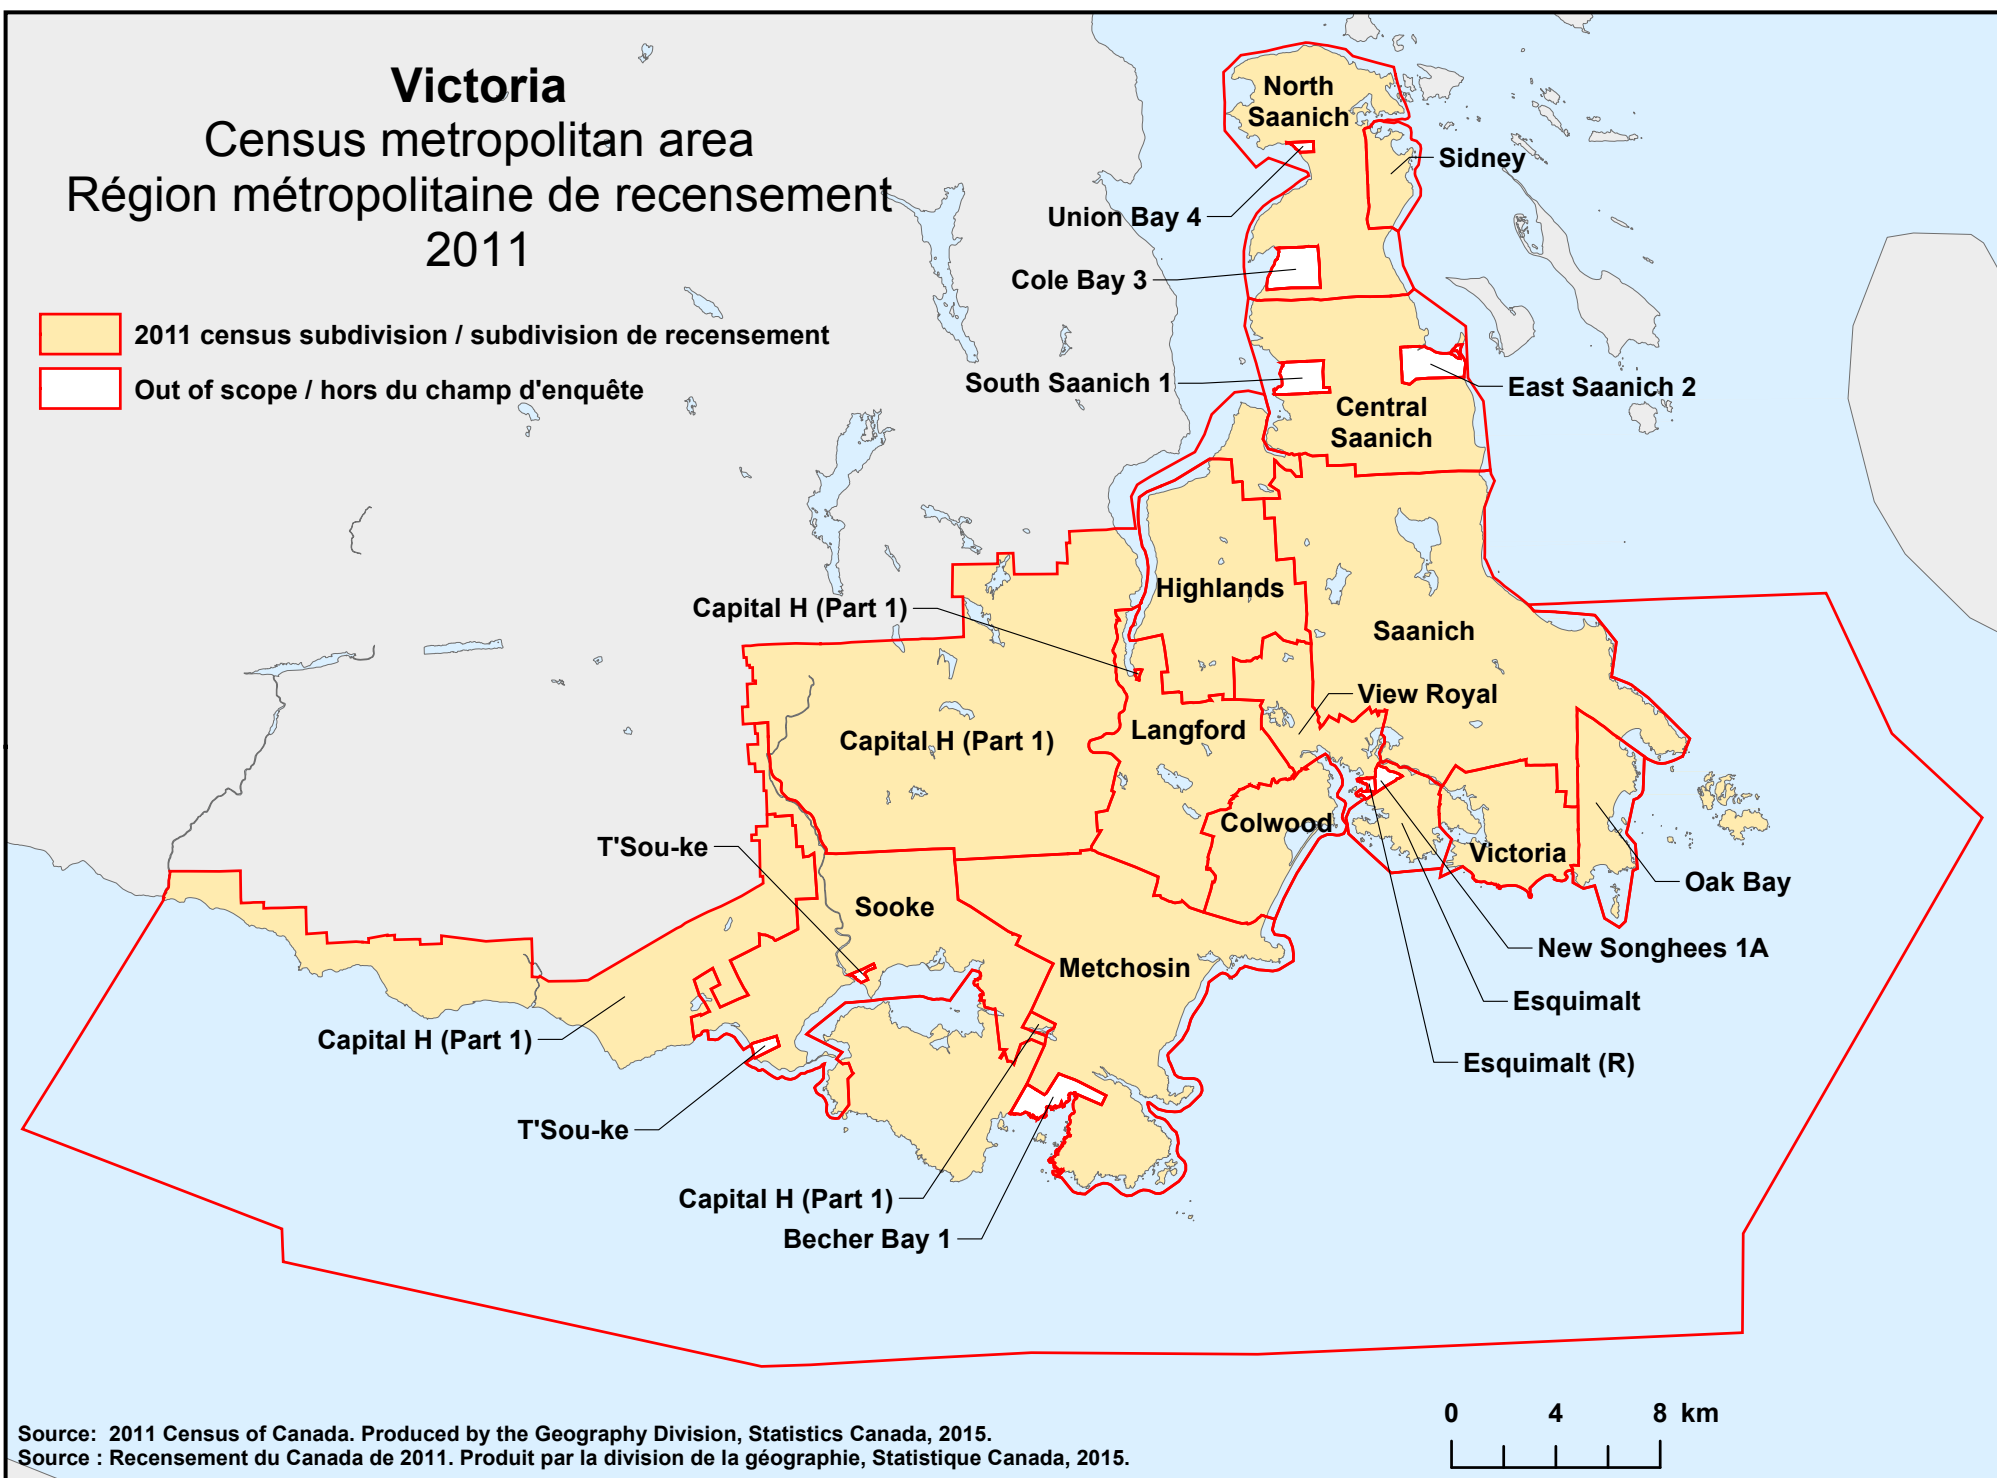 Victoria
Census metropolitan area
Région métropolitaine de recensement
2011
2011 census subdivision / subdivision de recensement
Out of scope / hors du champ d'enquête
North
Saanich
Sidney
Union Bay 4
Cole Bay 3
South Saanich 1
East Saanich 2
Central
Saanich
Highlands
Capital H (Part 1)
Saanich
View Royal
Langford
Capital H (Part 1)
Colwood
T'Sou-ke
Victoria
Oak Bay
Sooke
New Songhees 1A
Metchosin
Esquimalt
Capital H (Part 1)
Esquimalt (R)
T'Sou-ke
Capital H (Part 1)
Becher Bay 1
0 4 8 km
Source: 2011 Census of Canada. Produced by the Geography Division, Statistics Canada, 2015.
Source : Recensement du Canada de 2011. Produit par la division de la géographie, Statistique Canada, 2015.